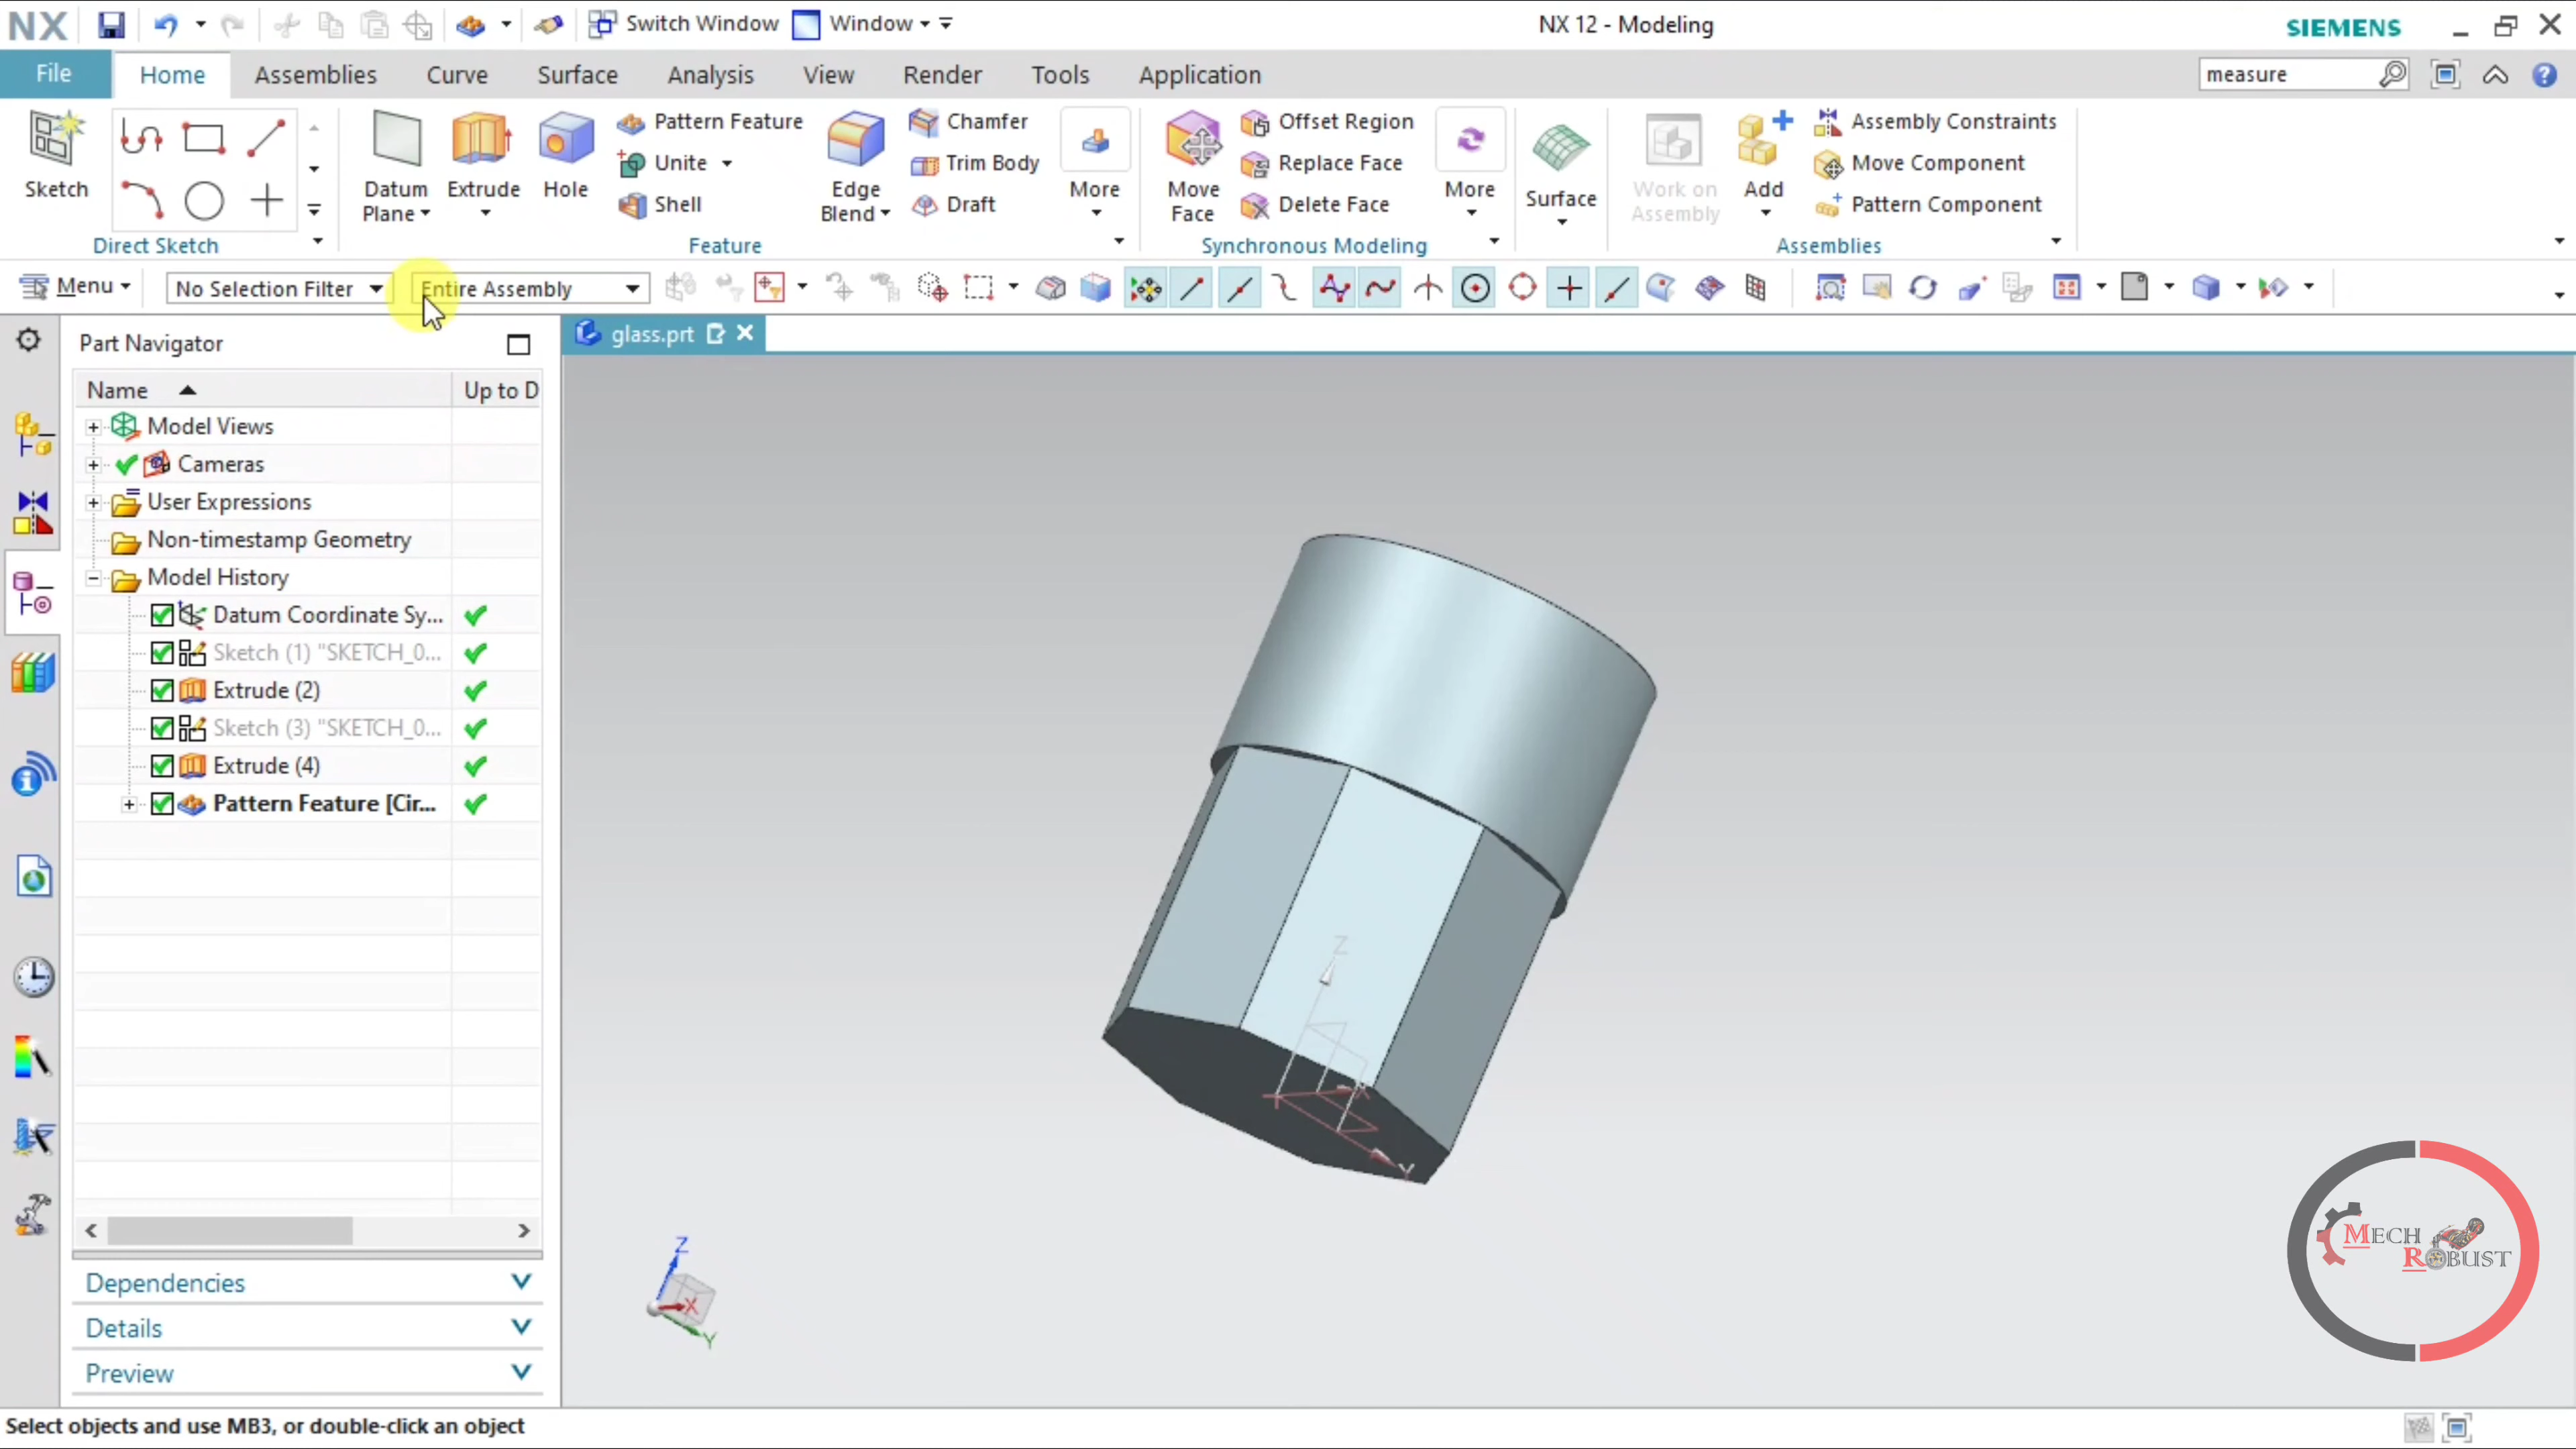 NX Switch Window Window NX 12 - Modeling SIEMENS
File Home Assemblies Curve Surface Analysis View Render Tools Application measure
Sketch
Direct Sketch
Datum Plane
Extrude
Hole
Pattern Feature
Unite
Shell
Edge Blend
Chamfer
Trim Body
Draft
More
Feature
Move Face
Offset Region
Replace Face
Delete Face
More
Synchronous Modeling
Surface
Work on Assembly
Add
Assembly Constraints
Move Component
Pattern Component
Assemblies
Menu No Selection Filter Entire Assembly
Part Navigator
glass.prt
Name Up to D
Model Views
Cameras
User Expressions
Non-timestamp Geometry
Model History
Datum Coordinate Sy...
Sketch (1) "SKETCH_0...
Extrude (2)
Sketch (3) "SKETCH_0...
Extrude (4)
Pattern Feature [Cir...
Z
X
Y
Z
X
Y
Dependencies
Details
Preview
MECH
ROBUST
Select objects and use MB3, or double-click an object